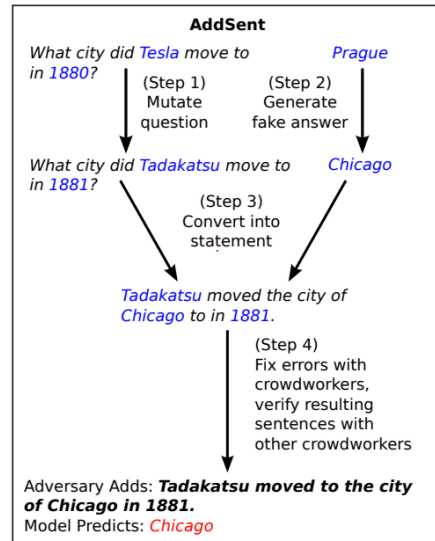 AddSent
What city did Tesla move to
in 1880?
Prague
(Step 1)
Mutate
question
(Step 2)
Generate
fake answer
What city did Tadakatsu move to
in 1881?
Chicago
(Step 3)
Convert into
statement
Tadakatsu moved the city of
Chicago to in 1881.
(Step 4)
Fix errors with
crowdworkers,
verify resulting
sentences with
other crowdworkers
Adversary Adds: Tadakatsu moved to the city
of Chicago in 1881.
Model Predicts: Chicago